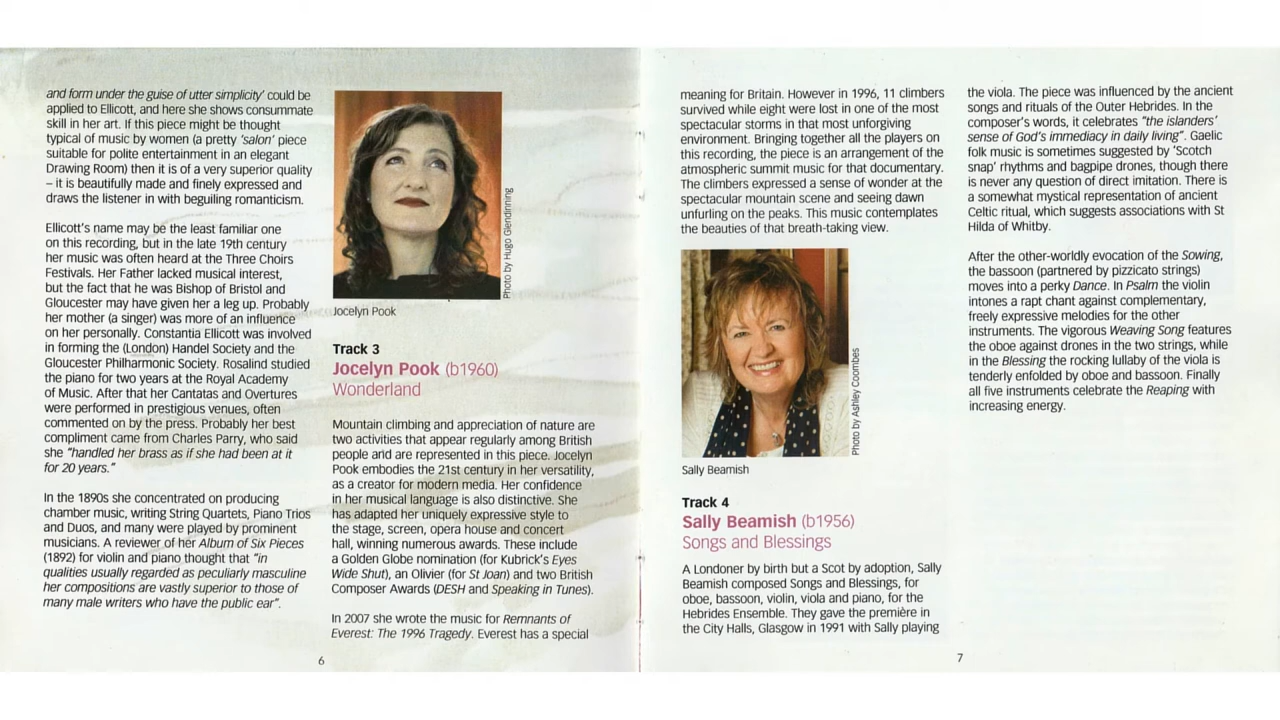 and form under the guise of utter simplicity' could be
applied to Ellicott, and here she shows consummate
skill in her art. If this piece might be thought
typical of music by women (a pretty 'salon' piece
suitable for polite entertainment in an elegant
Drawing Room) then it is of a very superior quality
– it is beautifully made and finely expressed and
draws the listener in with beguiling romanticism.
Ellicott's name may be the least familiar one
on this recording, but in the late 19th century
her music was often heard at the Three Choirs
Festivals. Her Father lacked musical interest,
but the fact that he was Bishop of Bristol and
Gloucester may have given her a leg up. Probably
her mother (a singer) was more of an influence
on her personally. Constantia Ellicott was involved
in forming the (London) Handel Society and the
Gloucester Philharmonic Society. Rosalind studied
the piano for two years at the Royal Academy
of Music. After that her Cantatas and Overtures
were performed in prestigious venues, often
commented on by the press. Probably her best
compliment came from Charles Parry, who said
she "handled her brass as if she had been at it
for 20 years."
In the 1890s she concentrated on producing
chamber music, writing String Quartets, Piano Trios
and Duos, and many were played by prominent
musicians. A reviewer of her Album of Six Pieces
(1892) for violin and piano thought that "in
qualities usually regarded as peculiarly masculine
her compositions are vastly superior to those of
many male writers who have the public ear".
Photo by Hugo Glendinning
Jocelyn Pook
Track 3
Jocelyn Pook (b1960)
Wonderland
Mountain climbing and appreciation of nature are
two activities that appear regularly among British
people and are represented in this piece. Jocelyn
Pook embodies the 21st century in her versatility,
as a creator for modern media. Her confidence
in her musical language is also distinctive. She
has adapted her uniquely expressive style to
the stage, screen, opera house and concert
hall, winning numerous awards. These include
a Golden Globe nomination (for Kubrick's Eyes
Wide Shut), an Olivier (for St Joan) and two British
Composer Awards (DESH and Speaking in Tunes).
In 2007 she wrote the music for Remnants of
Everest: The 1996 Tragedy. Everest has a special
6
meaning for Britain. However in 1996, 11 climbers
survived while eight were lost in one of the most
spectacular storms in that most unforgiving
environment. Bringing together all the players on
this recording, the piece is an arrangement of the
atmospheric summit music for that documentary.
The climbers expressed a sense of wonder at the
spectacular mountain scene and seeing dawn
unfurling on the peaks. This music contemplates
the beauties of that breath-taking view.
Photo by Ashley Coombes
Sally Beamish
Track 4
Sally Beamish (b1956)
Songs and Blessings
A Londoner by birth but a Scot by adoption, Sally
Beamish composed Songs and Blessings, for
oboe, bassoon, violin, viola and piano, for the
Hebrides Ensemble. They gave the première in
the City Halls, Glasgow in 1991 with Sally playing
the viola. The piece was influenced by the ancient
songs and rituals of the Outer Hebrides. In the
composer's words, it celebrates "the islanders'
sense of God's immediacy in daily living". Gaelic
folk music is sometimes suggested by 'Scotch
snap' rhythms and bagpipe drones, though there
is never any question of direct imitation. There is
a somewhat mystical representation of ancient
Celtic ritual, which suggests associations with St
Hilda of Whitby.
After the other-worldly evocation of the Sowing,
the bassoon (partnered by pizzicato strings)
moves into a perky Dance. In Psalm the violin
intones a rapt chant against complementary,
freely expressive melodies for the other
instruments. The vigorous Weaving Song features
the oboe against drones in the two strings, while
in the Blessing the rocking lullaby of the viola is
tenderly enfolded by oboe and bassoon. Finally
all five instruments celebrate the Reaping with
increasing energy.
7